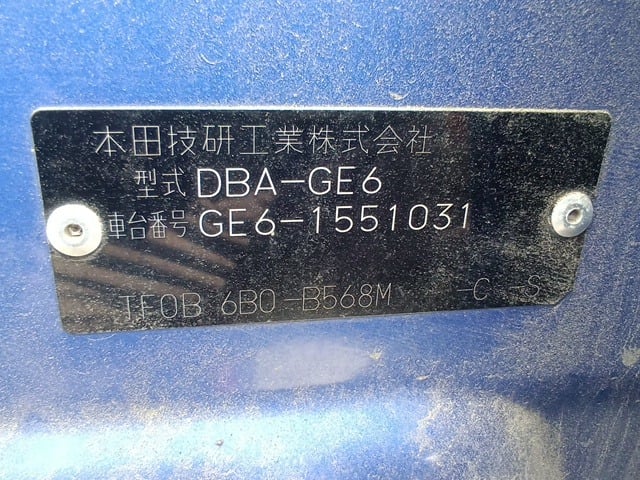 本田技研工業株式会社
型式 DBA-GE6
車台番号 GE6-1551031
TF0B 6B0-B568M -C -S